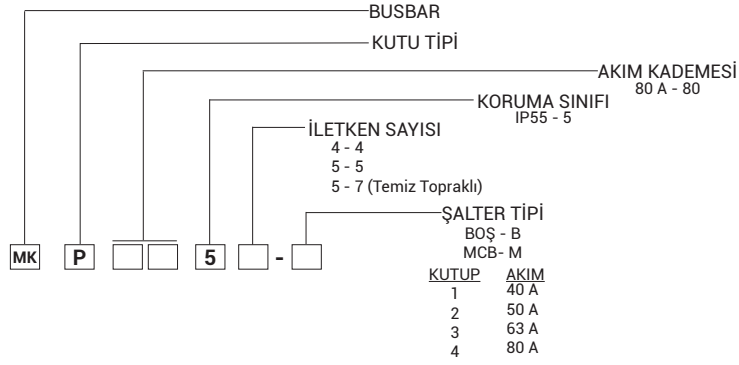 BUSBAR
KUTU TİPİ
AKIM KADEMESİ
80 A - 80
KORUMA SINIFI
IP55 - 5
İLETKEN SAYISI
4 - 4
5 - 5
5 - 7 (Temiz Topraklı)
ŞALTER TİPİ
BOŞ - B
MCB- M
MK P 5 -
KUTUP AKIM
1 40 A
2 50 A
3 63 A
4 80 A